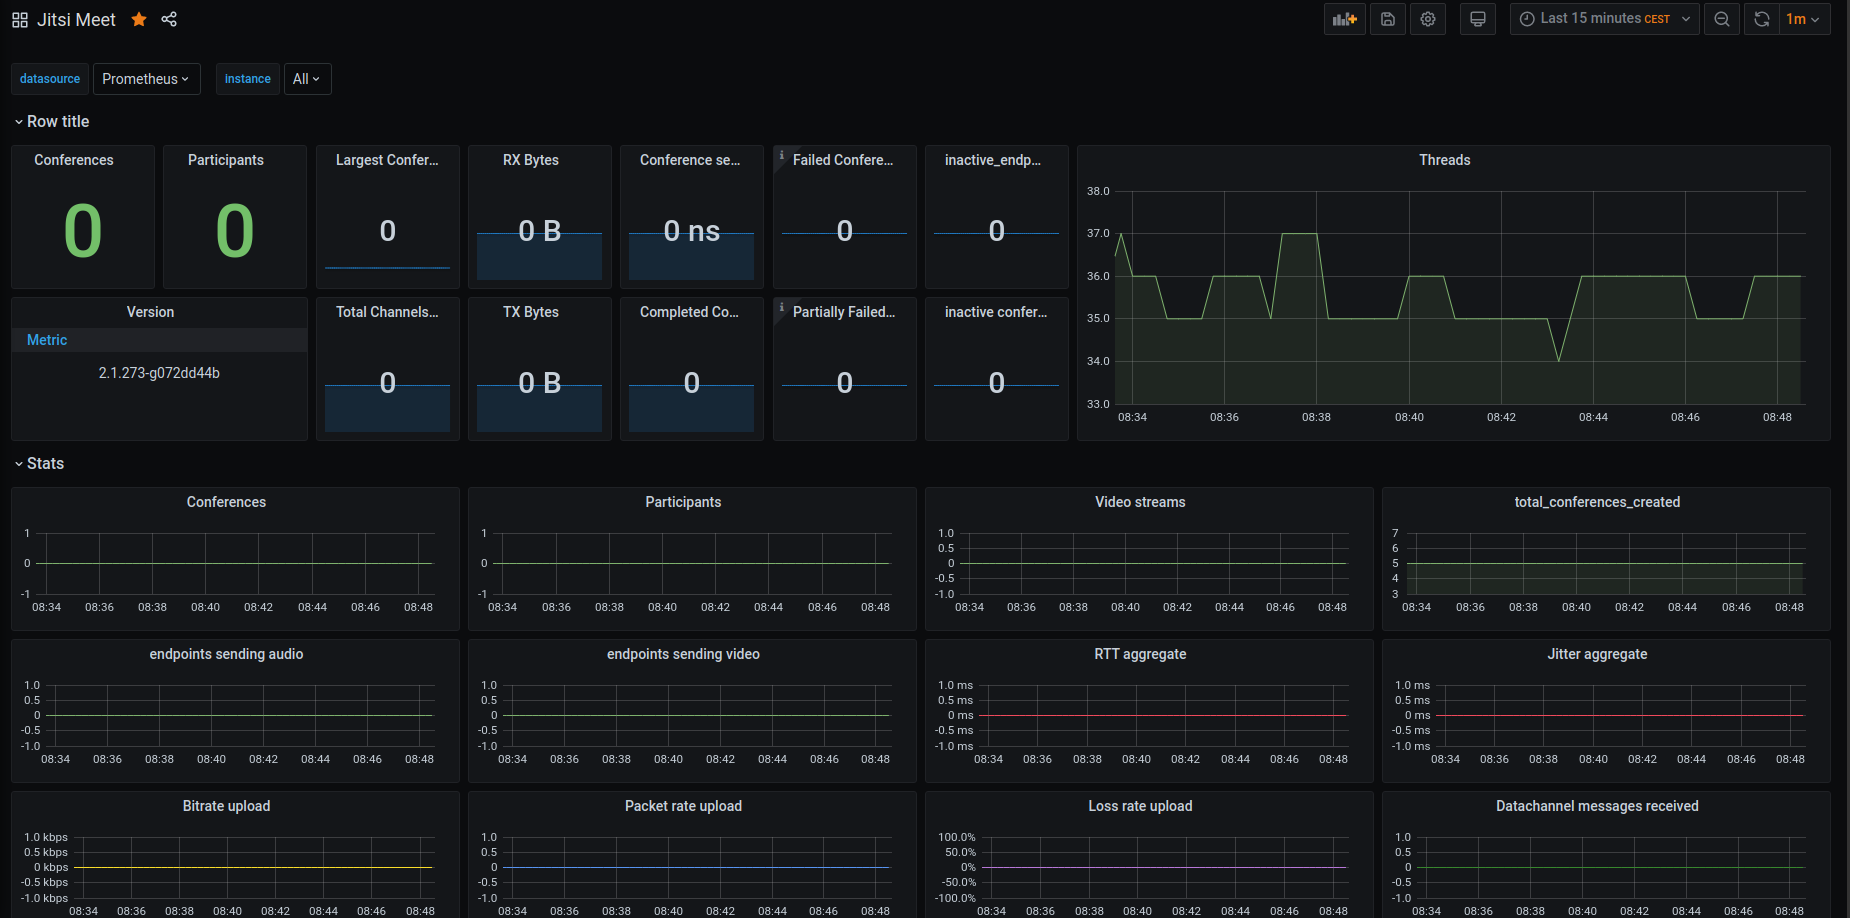 Jitsi Meet
Last 15 minutes CEST
1m
datasource Prometheus instance All
Row title
Conferences
0
Participants
0
Largest Confer...
0
RX Bytes
0 B
Conference se...
0 ns
Failed Confere...
0
inactive_endp...
0
Version
Metric
2.1.273-g072dd44b
Total Channels...
0
TX Bytes
0 B
Completed Co...
0
Partially Failed...
0
inactive confer...
0
Threads
38.0
37.0
36.0
35.0
34.0
33.0
08:34 08:36 08:38 08:40 08:42 08:44 08:46 08:48
Stats
Conferences
1
0
-1
08:34 08:36 08:38 08:40 08:42 08:44 08:46 08:48
Participants
1
0
-1
08:34 08:36 08:38 08:40 08:42 08:44 08:46 08:48
Video streams
1.0
0.5
0
-0.5
-1.0
08:34 08:36 08:38 08:40 08:42 08:44 08:46 08:48
total_conferences_created
7
6
5
4
3
08:34 08:36 08:38 08:40 08:42 08:44 08:46 08:48
endpoints sending audio
1.0
0.5
0
-0.5
-1.0
08:34 08:36 08:38 08:40 08:42 08:44 08:46 08:48
endpoints sending video
1.0
0.5
0
-0.5
-1.0
08:34 08:36 08:38 08:40 08:42 08:44 08:46 08:48
RTT aggregate
1.0 ms
0.5 ms
0 ms
-0.5 ms
-1.0 ms
08:34 08:36 08:38 08:40 08:42 08:44 08:46 08:48
Jitter aggregate
1.0 ms
0.5 ms
0 ms
-0.5 ms
-1.0 ms
08:34 08:36 08:38 08:40 08:42 08:44 08:46 08:48
Bitrate upload
1.0 kbps
0.5 kbps
0 kbps
-0.5 kbps
-1.0 kbps
08:34 08:36 08:38 08:40 08:42 08:44 08:46 08:48
Packet rate upload
1.0
0.5
0
-0.5
-1.0
08:34 08:36 08:38 08:40 08:42 08:44 08:46 08:48
Loss rate upload
100.0%
50.0%
0%
-50.0%
-100.0%
08:34 08:36 08:38 08:40 08:42 08:44 08:46 08:48
Datachannel messages received
1.0
0.5
0
-0.5
-1.0
08:34 08:36 08:38 08:40 08:42 08:44 08:46 08:48